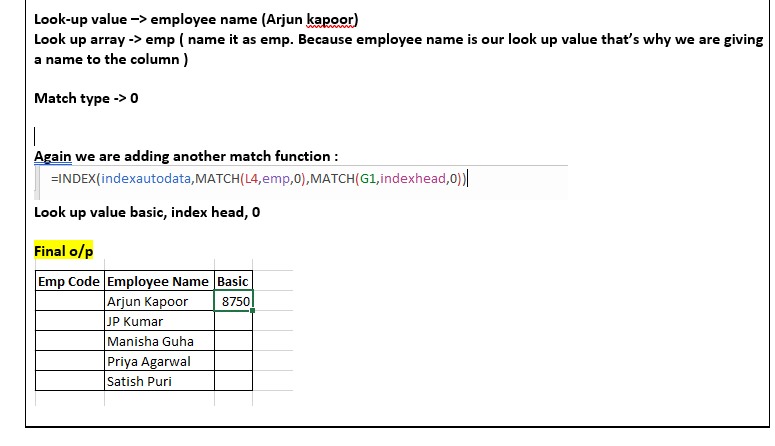 Look-up value –> employee name (Arjun kapoor)
Look up array -> emp ( name it as emp. Because employee name is our look up value that's why we are giving
a name to the column )
Match type -> 0
Again we are adding another match function :
=INDEX(indexautodata,MATCH(L4,emp,0),MATCH(G1,indexhead,0))
Look up value basic, index head, 0
Final o/p
Emp Code Employee Name Basic
Arjun Kapoor 8750
JP Kumar
Manisha Guha
Priya Agarwal
Satish Puri